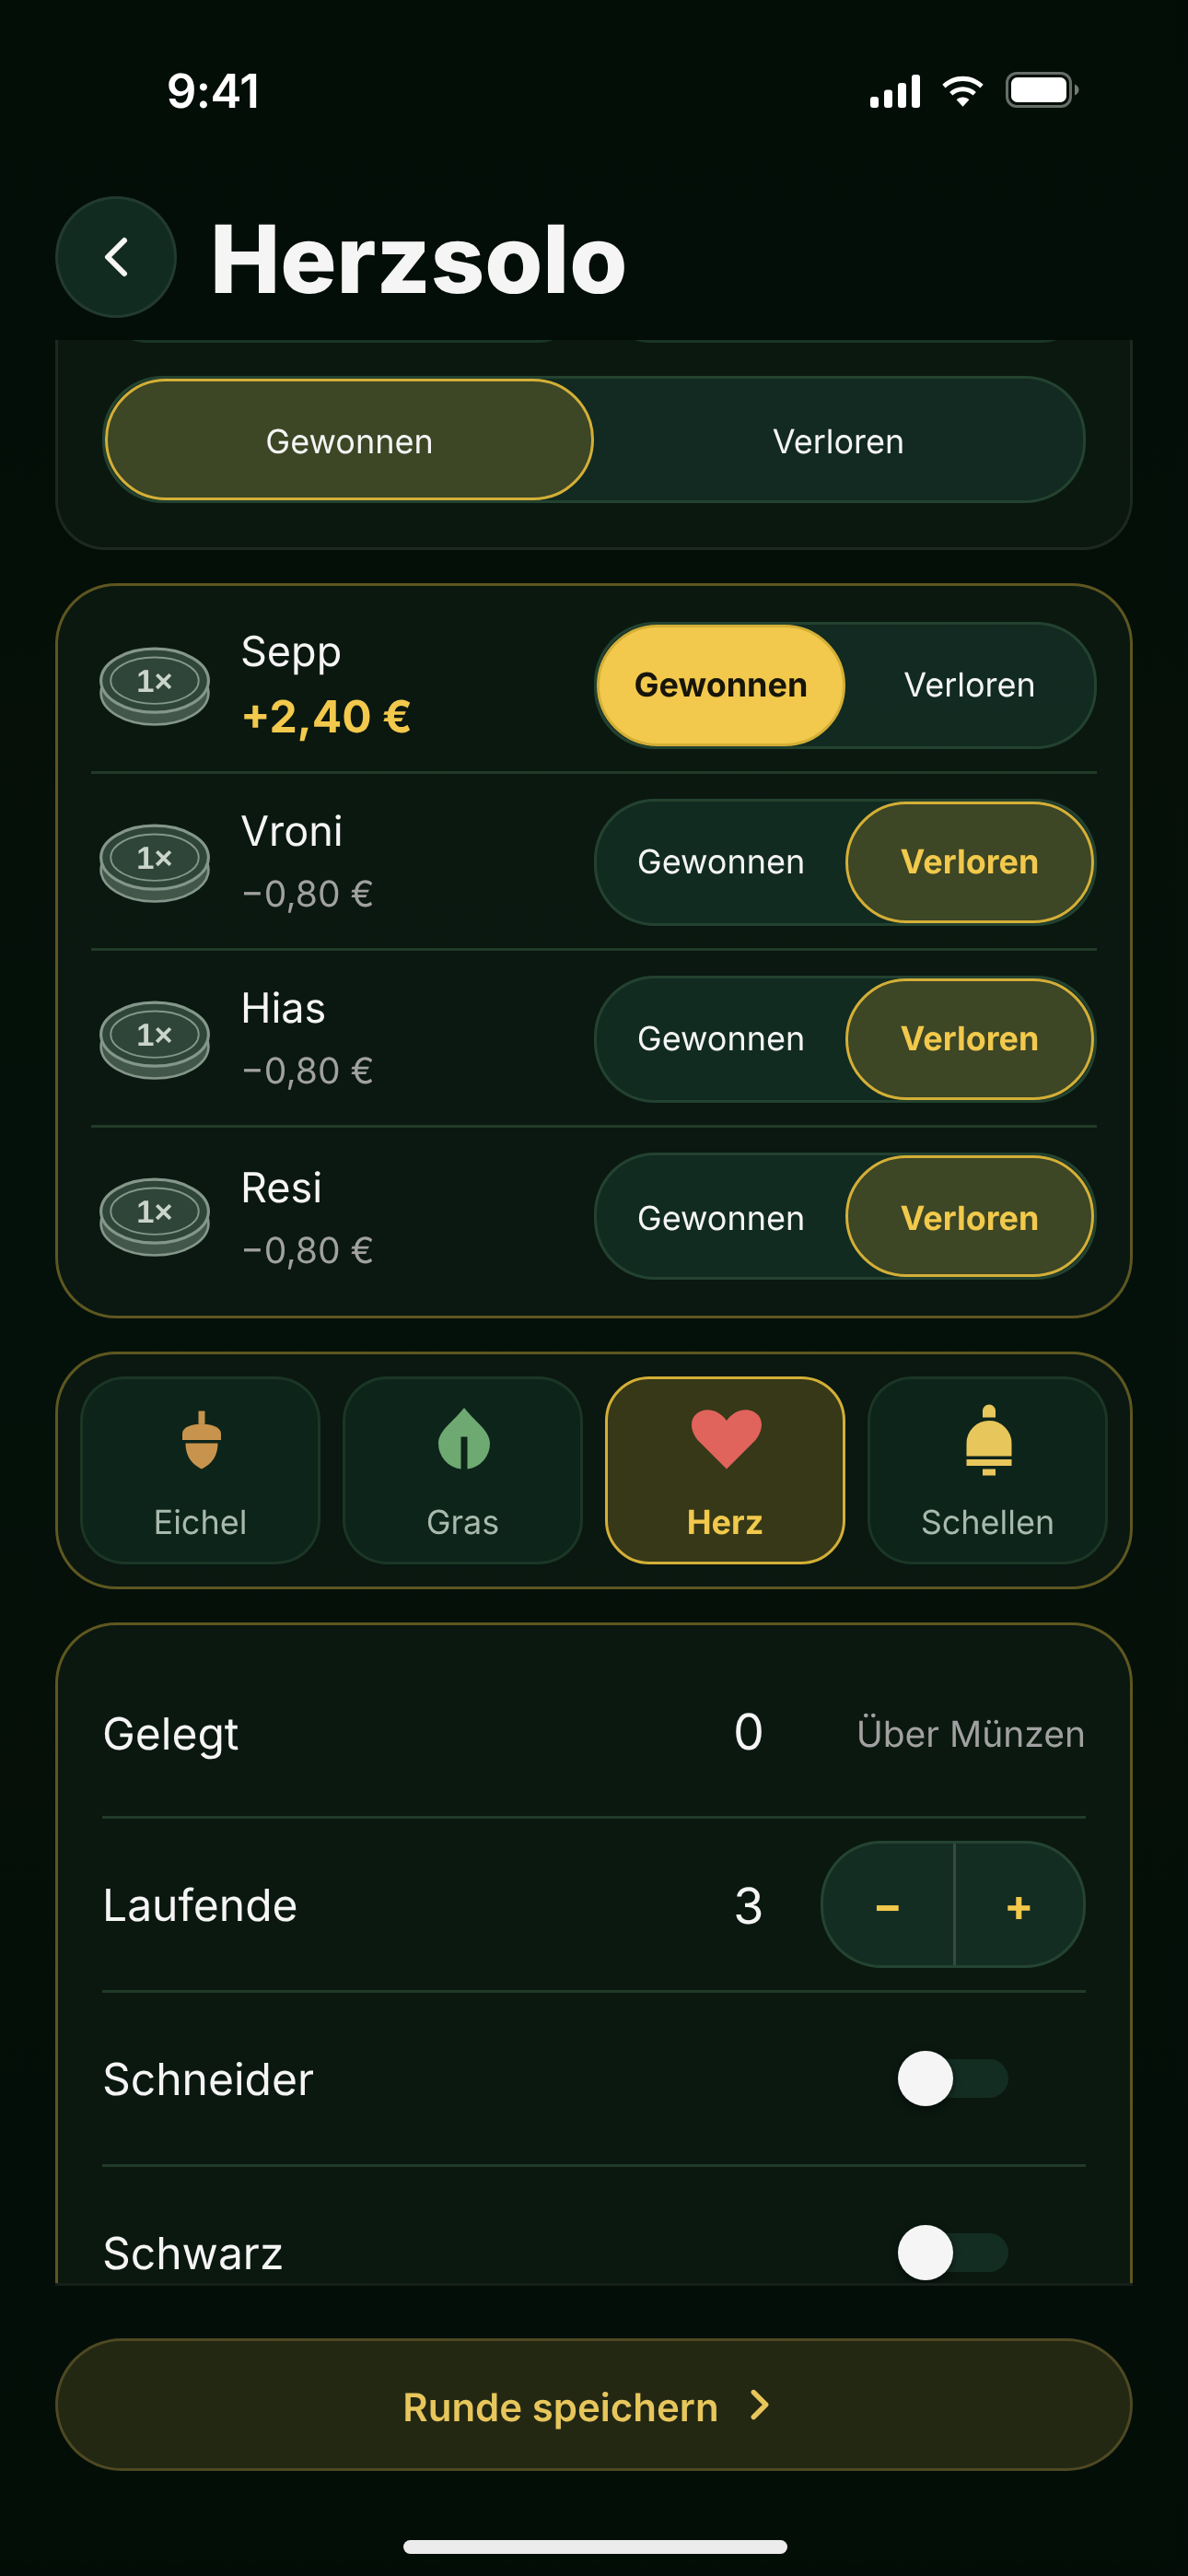 9:41
Herzsolo
Gewonnen Verloren
1× Sepp Gewonnen Verloren
+2,40 €
1× Vroni Gewonnen Verloren
−0,80 €
1× Hias Gewonnen Verloren
−0,80 €
1× Resi Gewonnen Verloren
−0,80 €
Eichel Gras Herz Schellen
Gelegt 0 Über Münzen
Laufende 3 − +
Schneider
Schwarz
Runde speichern